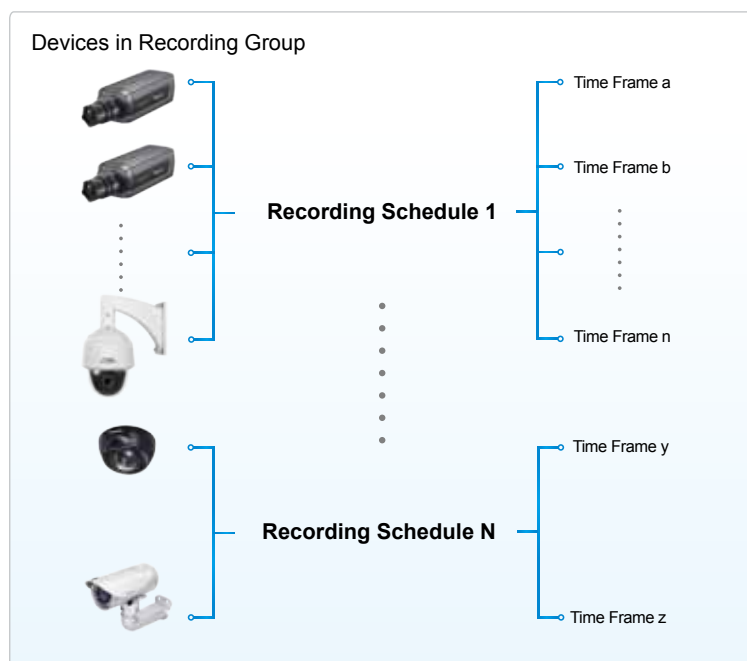 Devices in Recording Group
Time Frame a
Time Frame b
Recording Schedule 1
Time Frame n
Time Frame y
Recording Schedule N
Time Frame z